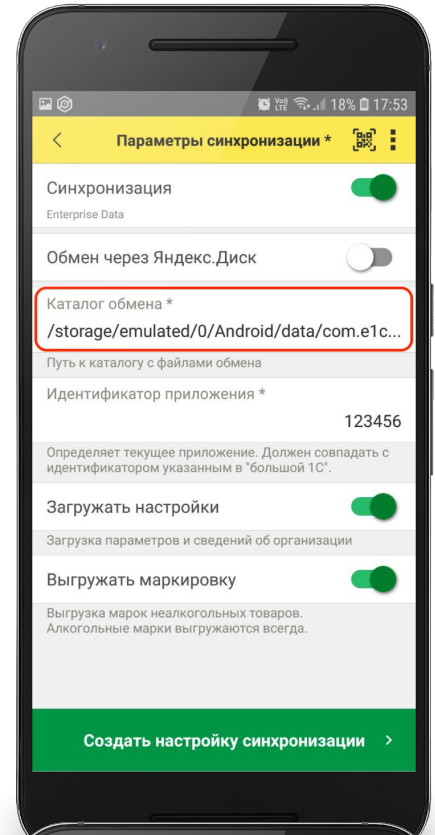 VoJ LTE 18% 17:53
Параметры синхронизации *
Синхронизация
Enterprise Data
Обмен через Яндекс.Диск
Каталог обмена *
/storage/emulated/0/Android/data/com.e1c...
Путь к каталогу с файлами обмена
Идентификатор приложения *
123456
Определяет текущее приложение. Должен совпадать с
идентификатором указанным в "большой 1С".
Загружать настройки
Загрузка параметров и сведений об организации
Выгружать маркировку
Выгрузка марок неалкогольных товаров.
Алкогольные марки выгружаются всегда.
Создать настройку синхронизации